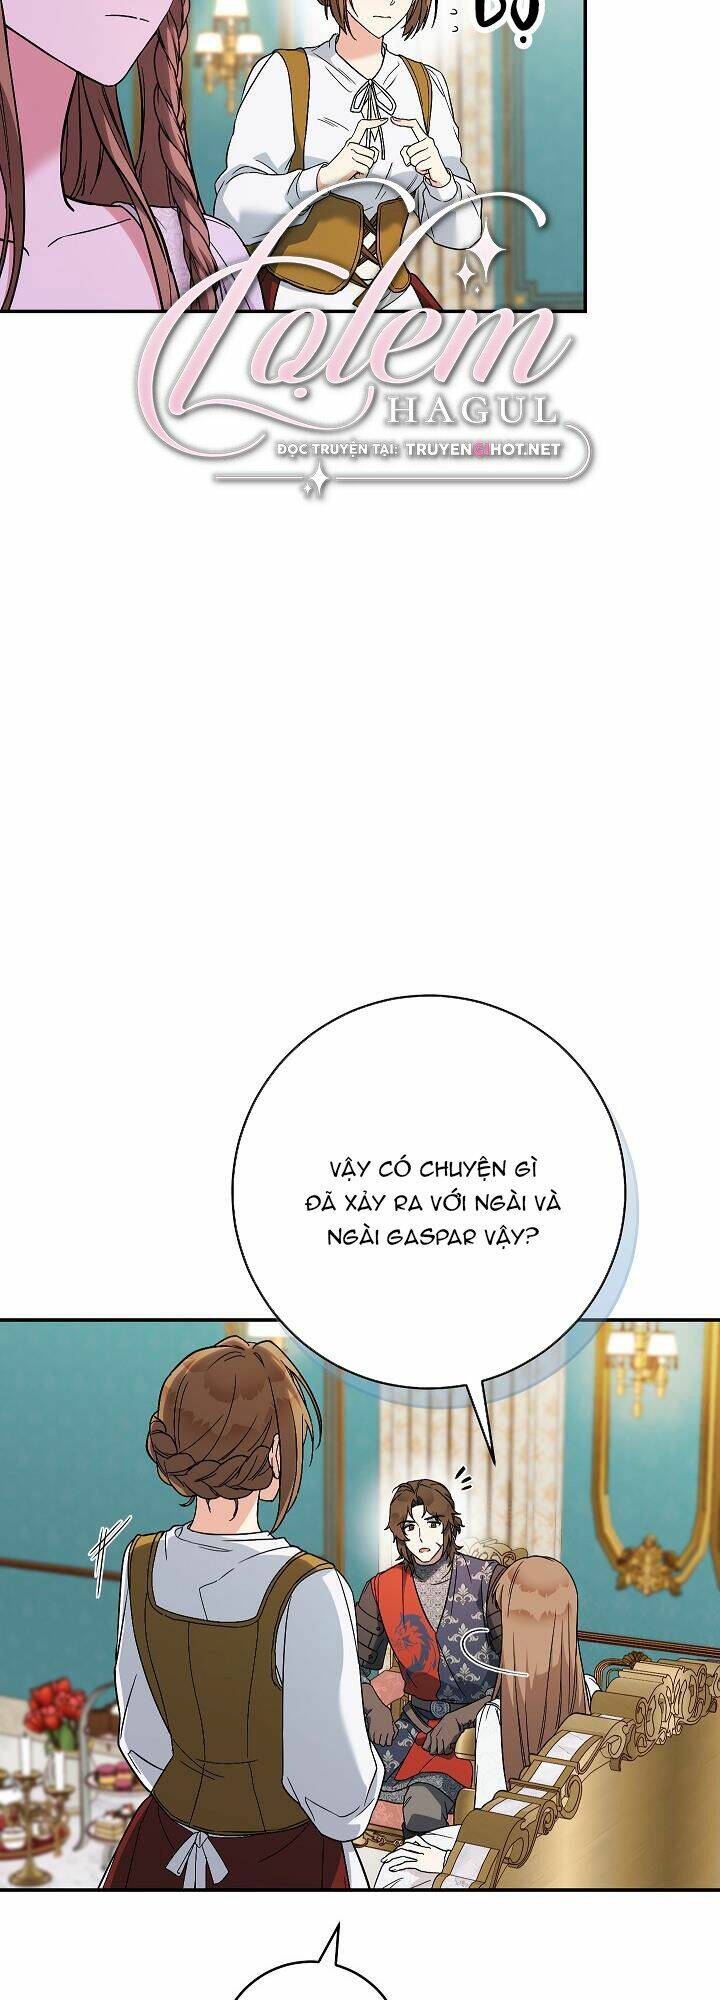 BỤ
Lọlem
HAGUL
ĐỌC TRUYỆN TẠI: TRUYENGIHOT.NET
VẬY CÓ CHUYỆN GÌ
ĐÃ XẢY RA VỚI NGÀI VÀ
NGÀI GASPAR VẬY?